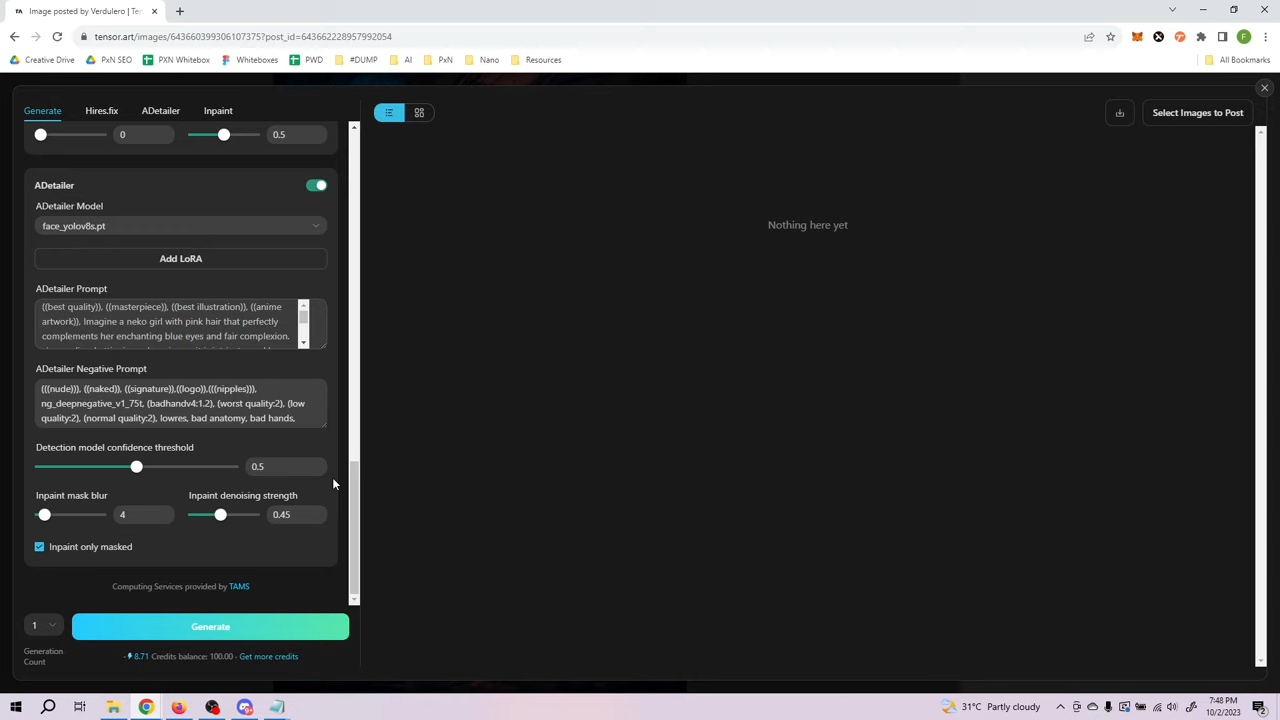 TA Image posted by Verdulero | Ten
tensor.art/images/643660399306107375?post_id=643662228957992054
Creative Drive
PxN SEO
PXN Whitebox
Whiteboxes
PWD
#DUMP
AI
PxN
Nano
Resources
All Bookmarks
Generate
Hires.fix
ADetailer
Inpaint
Select Images to Post
0
0.5
ADetailer
ADetailer Model
face_yolov8s.pt
Add LoRA
ADetailer Prompt
((best quality)), ((masterpiece)), ((best illustration)), ((anime
artwork)), Imagine a neko girl with pink hair that perfectly
complements her enchanting blue eyes and fair complexion.
ADetailer Negative Prompt
(((nude))), ((naked)), ((signature)),((logo)),(((nipples))),
ng_deepnegative_v1_75t, (badhandv4:1.2), (worst quality:2), (low
quality:2), (normal quality:2), lowres, bad anatomy, bad hands,
Detection model confidence threshold
0.5
Inpaint mask blur
Inpaint denoising strength
4
0.45
Inpaint only masked
Computing Services provided by TAMS
1
Generate
Generation
Count
- 8.71 Credits balance: 100.00 · Get more credits
Nothing here yet
F
31°C Partly cloudy
7:48 PM
10/2/2023
2